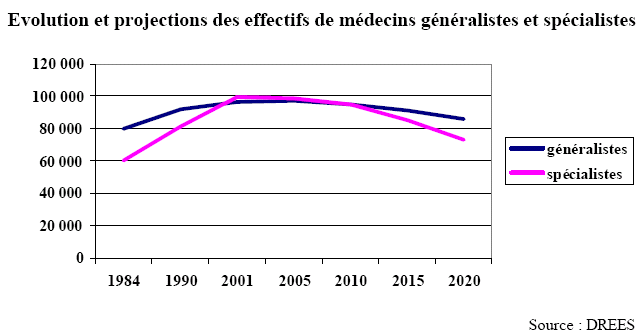 Evolution et projections des effectifs de médecins généralistes et spécialistes
120 000
100 000
80 000
60 000
40 000
20 000
0
1984 1990 2001 2005 2010 2015 2020
généralistes
spécialistes
Source : DREES